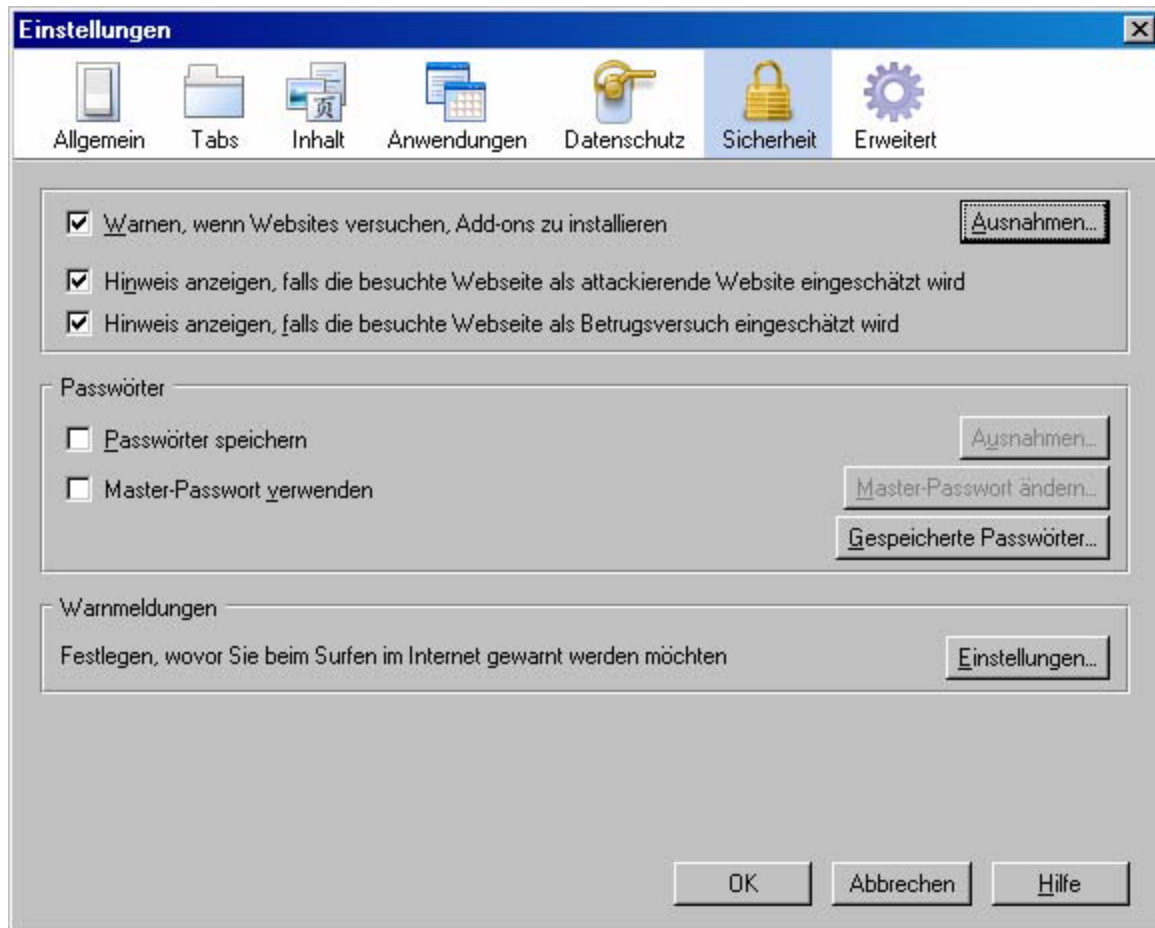 Einstellungen
Allgemein Tabs Inhalt Anwendungen Datenschutz Sicherheit Erweitert
页
Warnen, wenn Websites versuchen, Add-ons zu installieren Ausnahmen...
Hinweis anzeigen, falls die besuchte Webseite als attackierende Website eingeschätzt wird
Hinweis anzeigen, falls die besuchte Webseite als Betrugsversuch eingeschätzt wird
Passwörter
Passwörter speichern Ausnahmen...
Master-Passwort verwenden Master-Passwort ändern...
Gespeicherte Passwörter...
Warnmeldungen
Festlegen, wovor Sie beim Surfen im Internet gewarnt werden möchten Einstellungen...
OK Abbrechen Hilfe